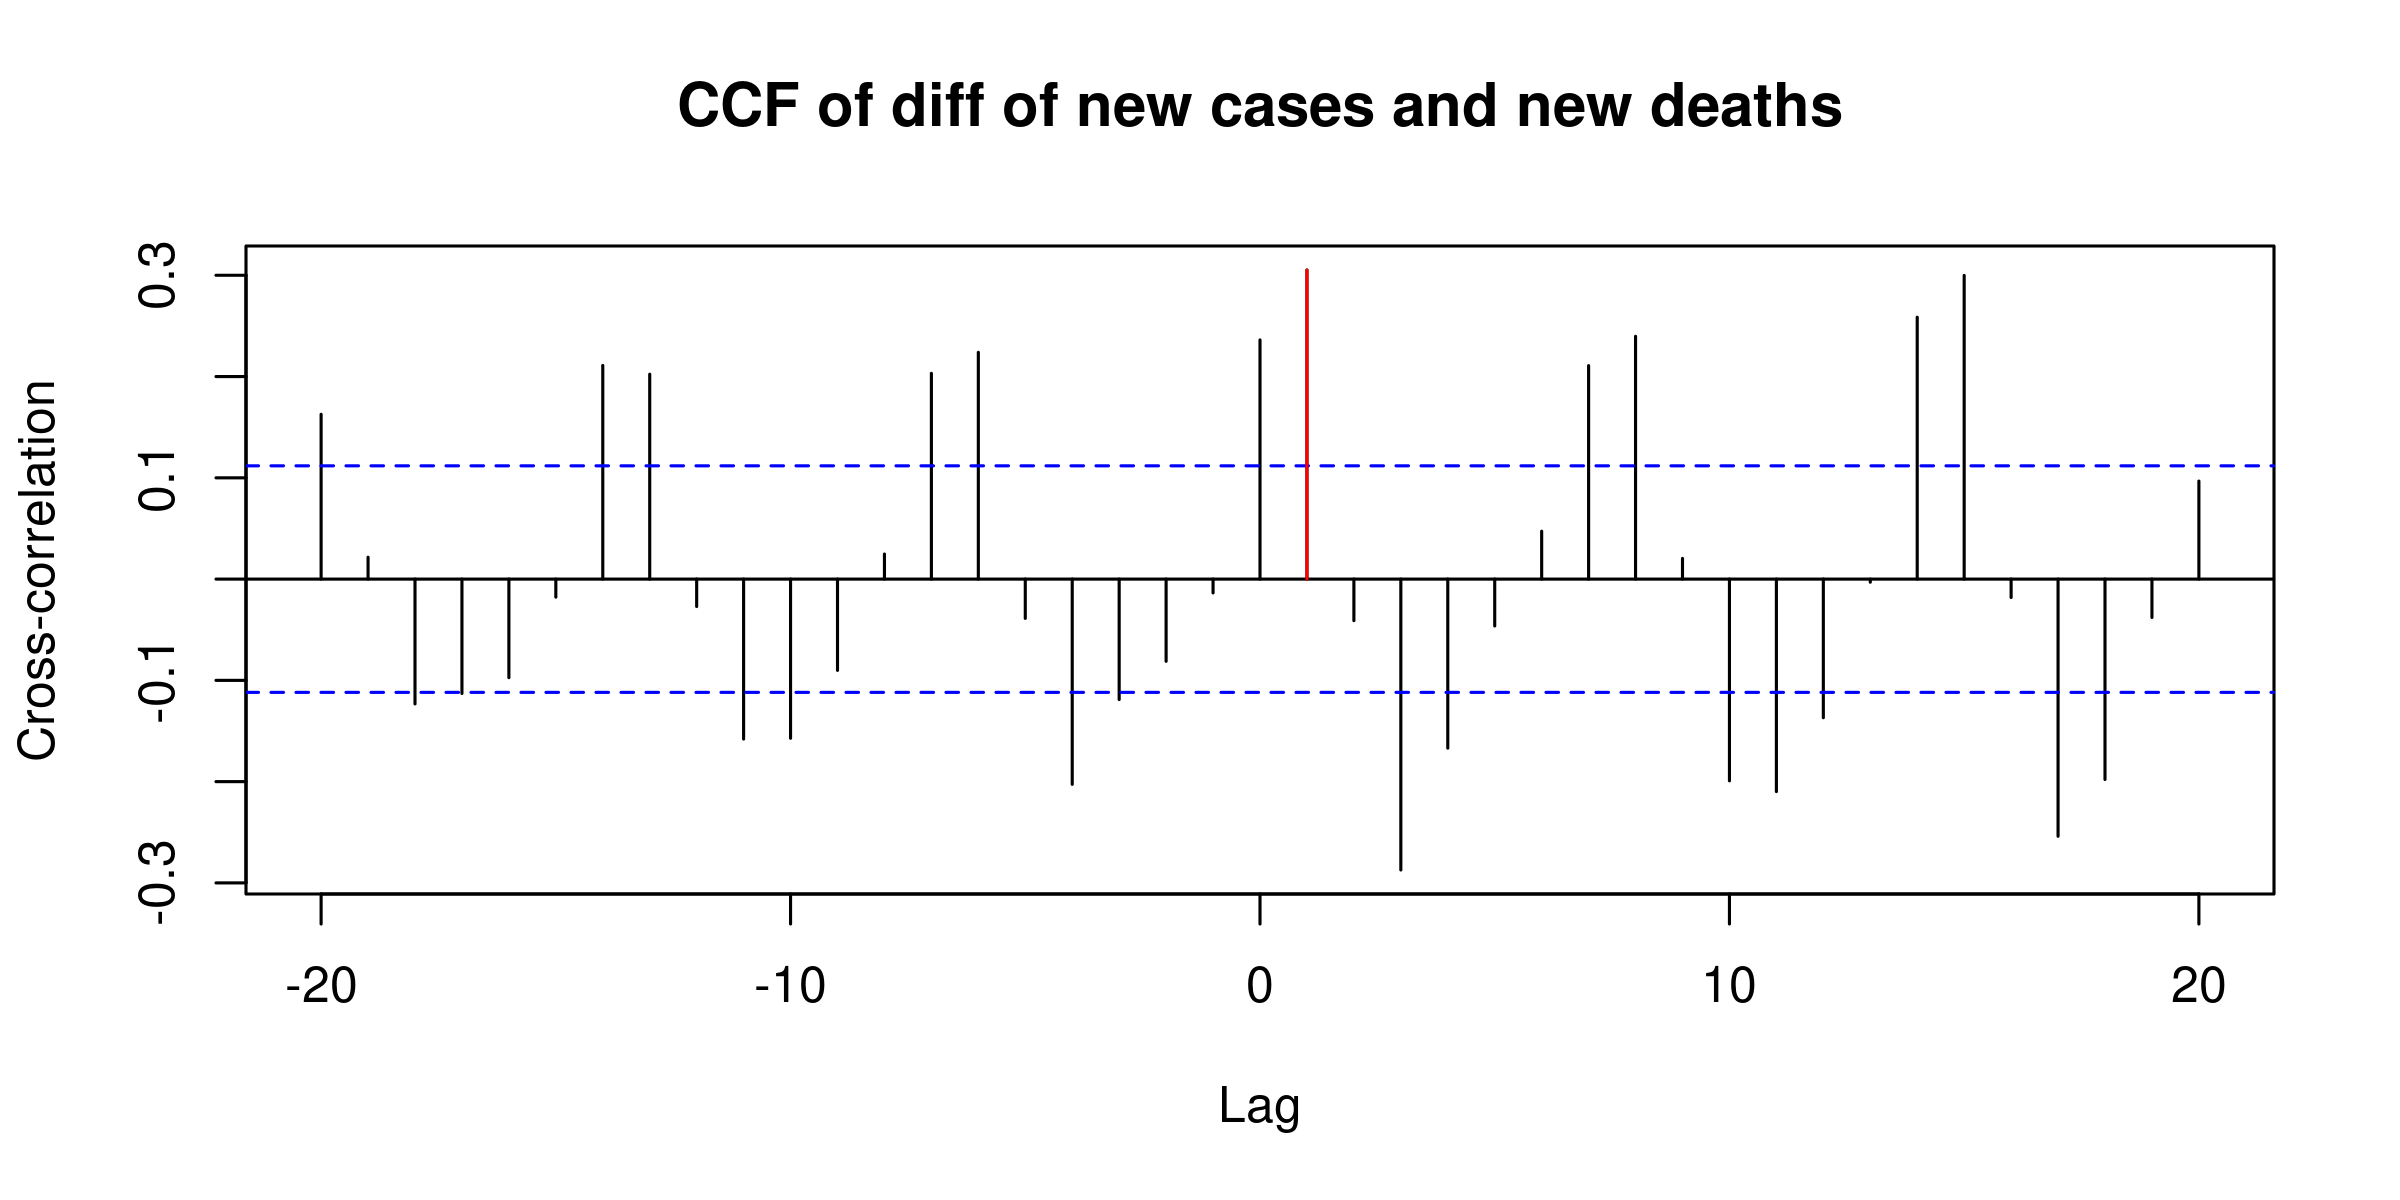 CCF of diff of new cases and new deaths
Cross-correlation
0.3
0.1
-0.1
-0.3
-20 -10 0 10 20
Lag